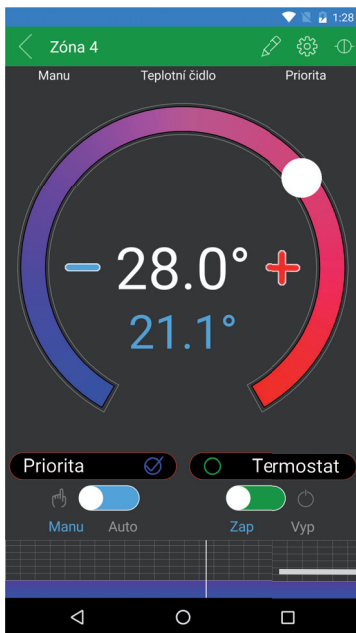 1:28
Zóna 4
Manu Teplotní čidlo Priorita
28.0°
21.1°
Priorita Termostat
Manu Auto Zap Vyp